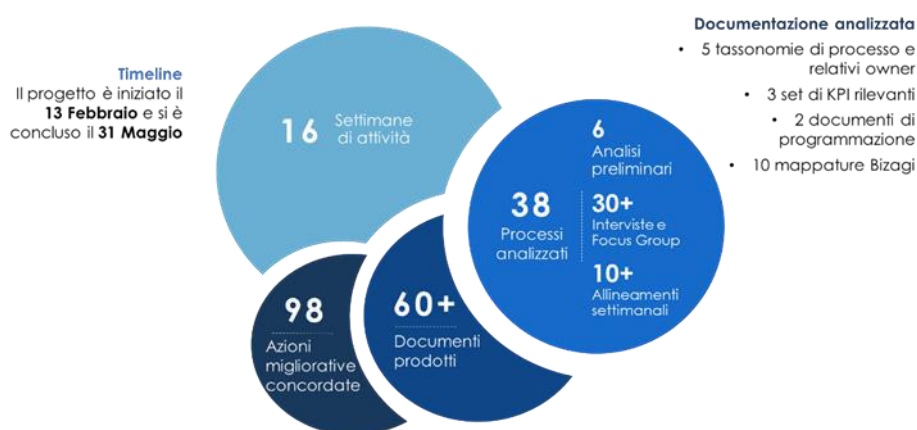 Timeline
Il progetto è iniziato il
13 Febbraio e si è
concluso il 31 Maggio
16
Settimane
di attività
Documentazione analizzata
• 5 tassonomie di processo e
relativi owner
• 3 set di KPI rilevanti
• 2 documenti di
programmazione
• 10 mappature Bizagi
38
Processi
analizzati
6
Analisi
preliminari
30+
Interviste e
Focus Group
10+
Allineamenti
settimanali
98
Azioni
migliorative
concordate
60+
Documenti
prodotti